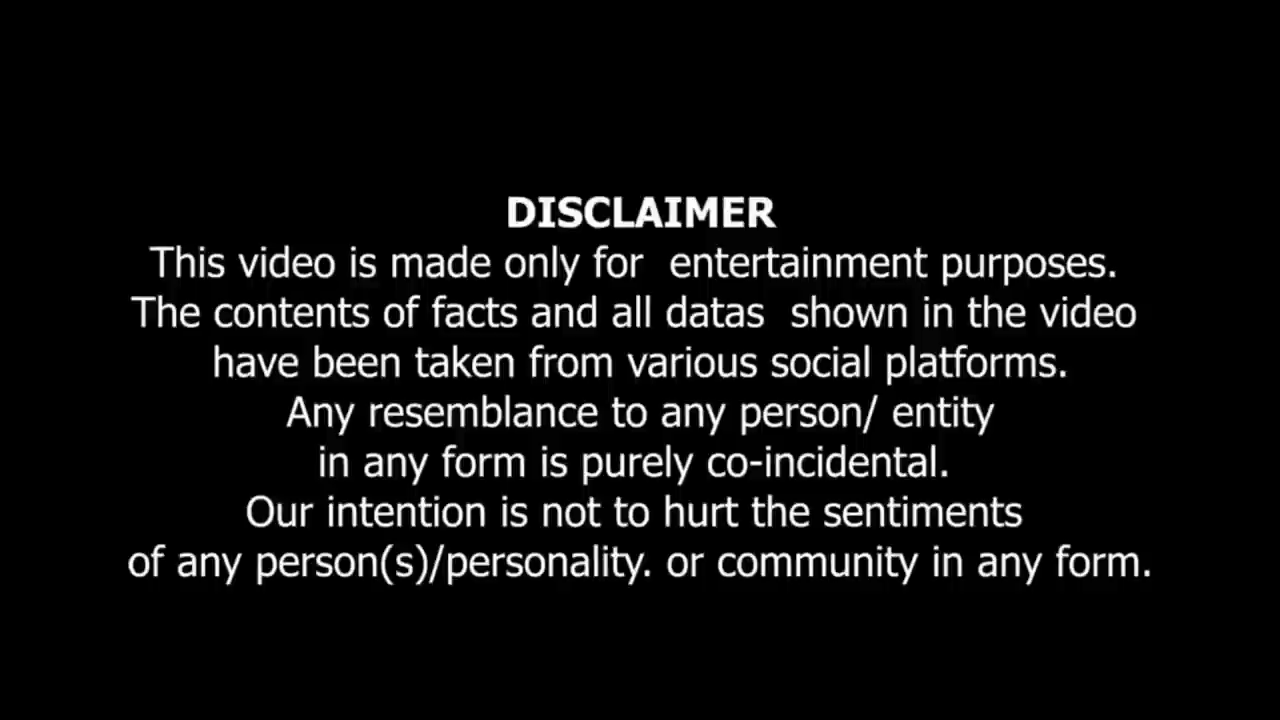 DISCLAIMER
This video is made only for  entertainment purposes.
The contents of facts and all datas  shown in the video
have been taken from various social platforms.
Any resemblance to any person/ entity
in any form is purely co-incidental.
Our intention is not to hurt the sentiments
of any person(s)/personality. or community in any form.